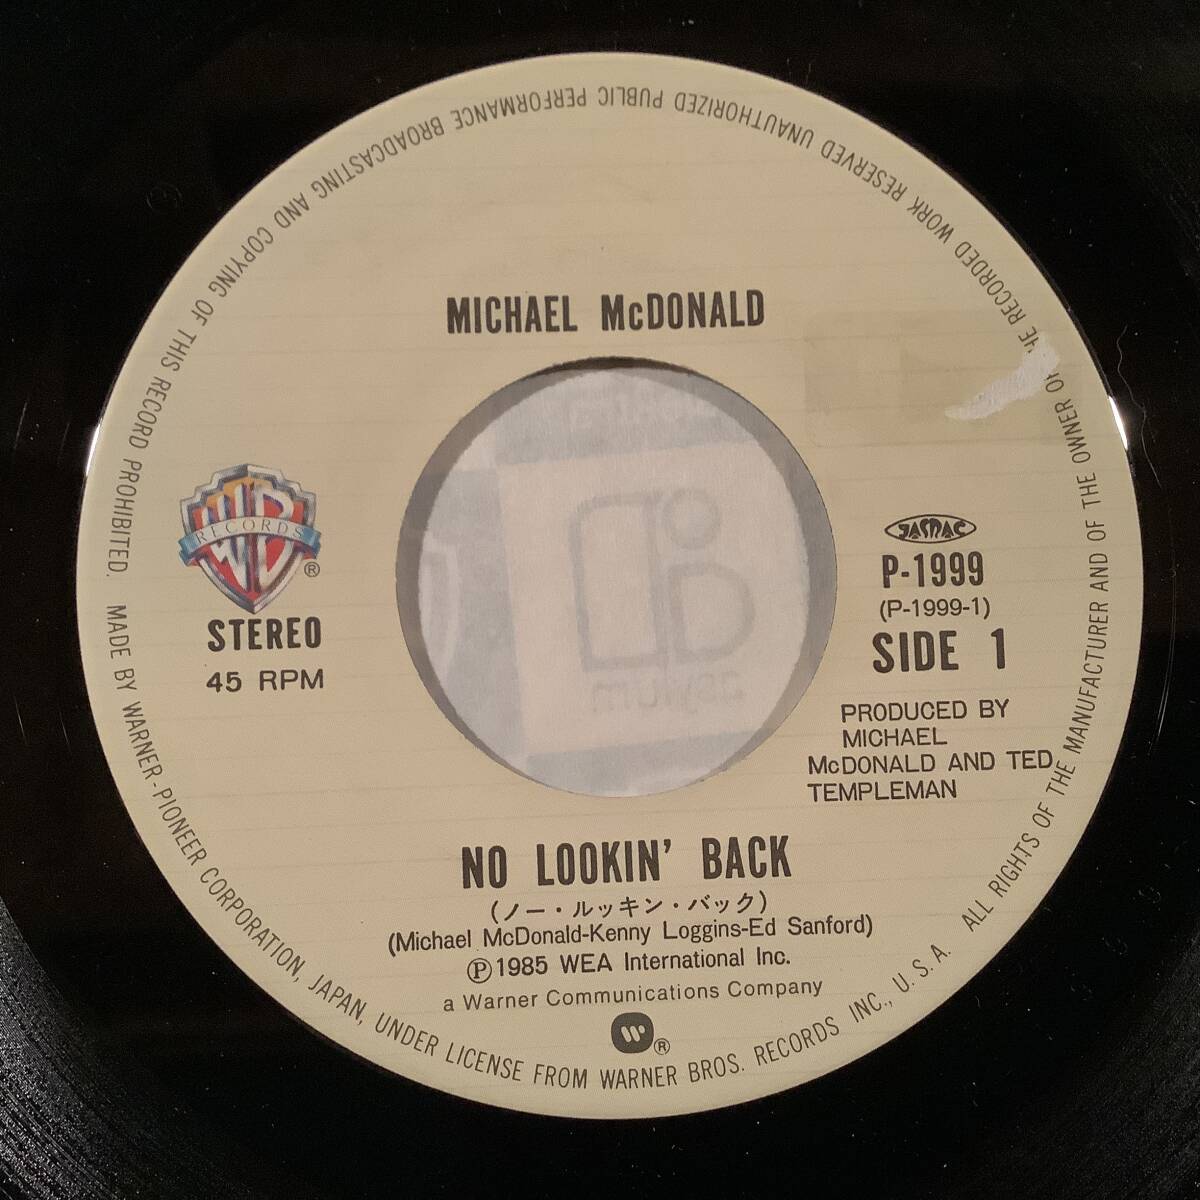 MICHAEL McDONALD
WB
RECORDS
®
STEREO
45 RPM
JASRAC
P-1999
(P-1999-1)
SIDE 1
PRODUCED BY
MICHAEL
McDONALD AND TED
TEMPLEMAN
NO LOOKIN' BACK
(ノー・ルッキン・バック)
(Michael McDonald-Kenny Loggins-Ed Sanford)
Ⓟ1985 WEA International Inc.
a Warner Communications Company
®
MADE BY WARNER-PIONEER CORPORATION, JAPAN, UNDER LICENSE FROM WARNER BROS. RECORDS INC., U.S.A. ALL RIGHTS OF THE MANUFACTURER AND OF THE OWNER OF THE RECORDED WORK RESERVED UNAUTHORIZED PUBLIC PERFORMANCE BROADCASTING AND COPYING OF THIS RECORD PROHIBITED.
asylum